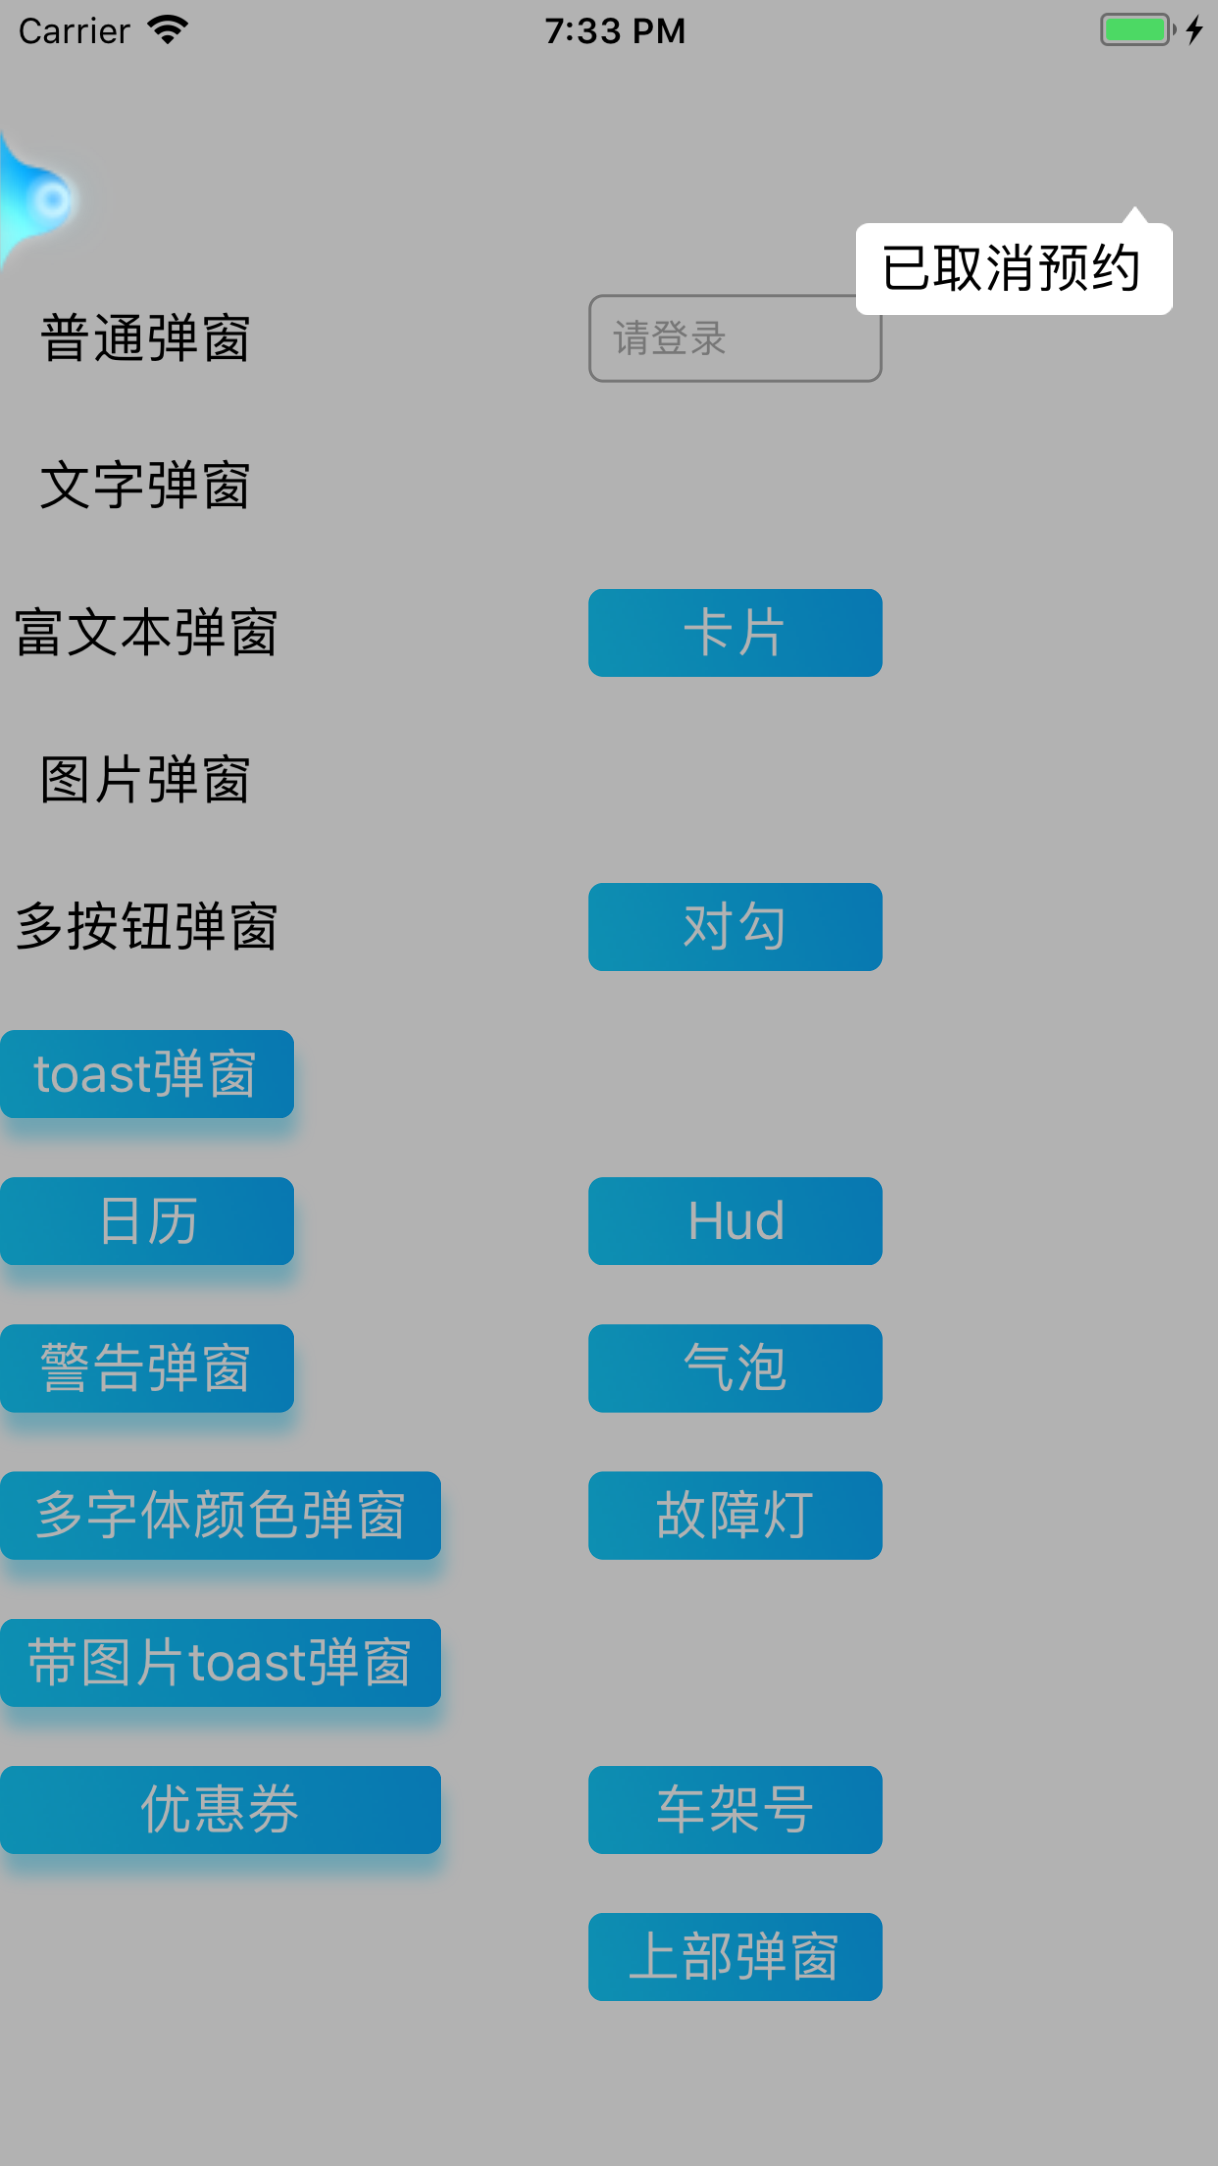 Carrier
7:33 PM
已取消预约
普通弹窗
请登录
文字弹窗
富文本弹窗
卡片
图片弹窗
多按钮弹窗
对勾
toast弹窗
日历
Hud
警告弹窗
气泡
多字体颜色弹窗
故障灯
带图片toast弹窗
优惠券
车架号
上部弹窗